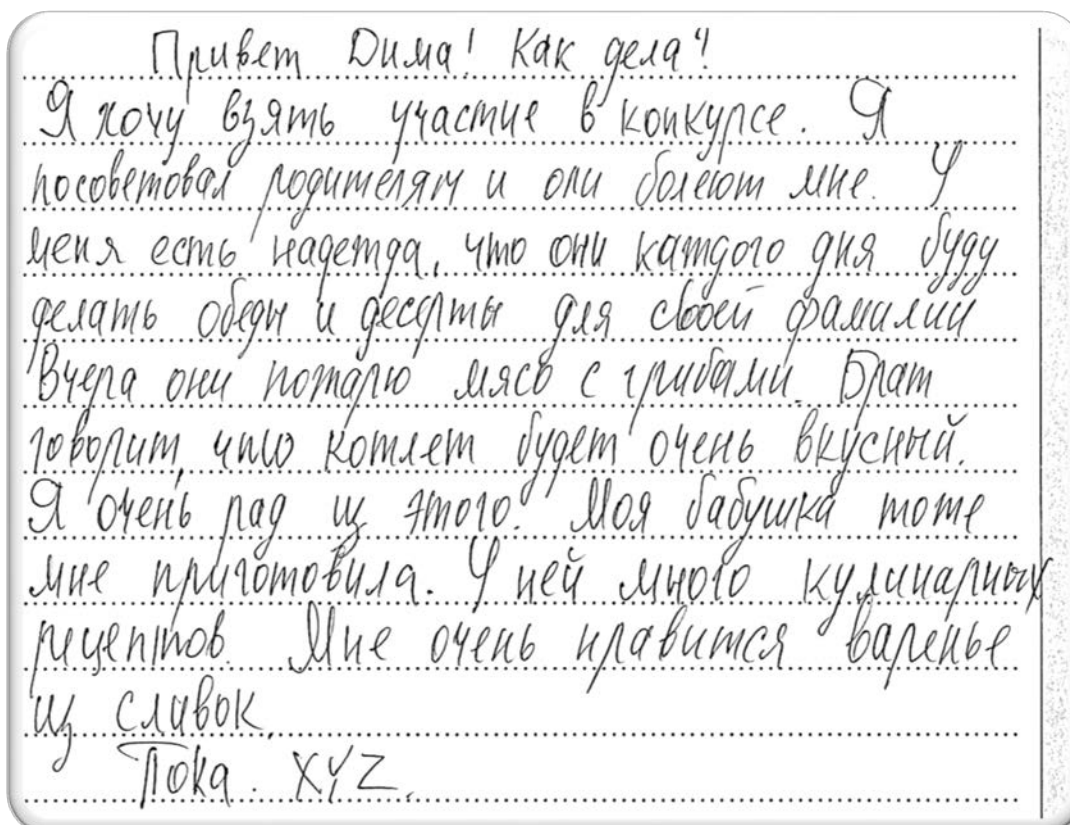 Привет Дима! Как дела?
Я хочу взять участие в конкурсе. Я
посоветовал родителям и они болеют мне. У
меня есть надетда, что они каждого дня буду
делать обеды и десерты для своей фамилии
Вчера они потарю мясо с грибами. Брат
говорит, что котлет будет очень вкусный.
Я очень рад из этого. Моя бабушка тоте
мне приготовила. У ней много кулинарных
рецептов. Мне очень нравится варенье
из сливок.
Пока. XYZ.